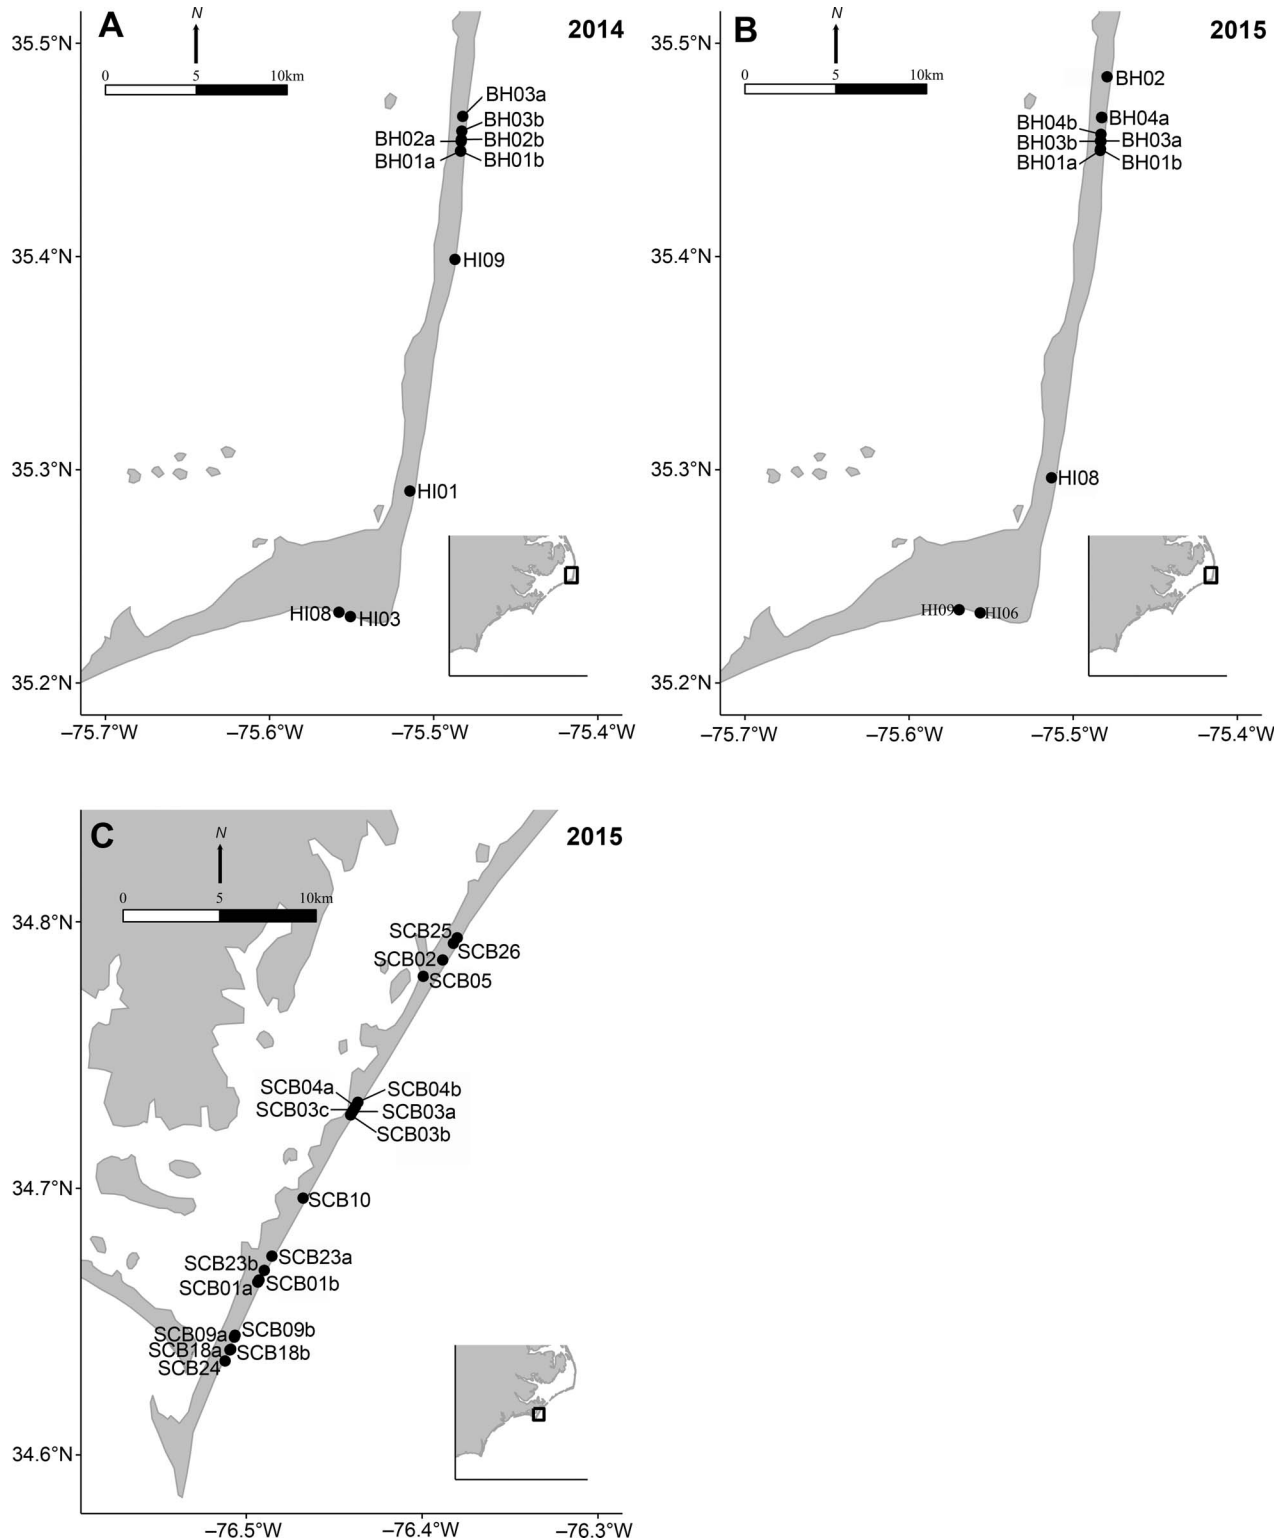 A
N
2014
0 5 10km
35.5°N
BH03a
BH03b
BH02a
BH02b
BH01a
BH01b
35.4°N
HI09
35.3°N
HI01
HI08
HI03
35.2°N
−75.7°W −75.6°W −75.5°W −75.4°W
B
N
2015
0 5 10km
35.5°N
BH02
BH04a
BH04b
BH03b
BH03a
BH01a
BH01b
35.4°N
35.3°N
HI08
HI09
HI06
35.2°N
−75.7°W −75.6°W −75.5°W −75.4°W
C
N
2015
0 5 10km
34.8°N
SCB25
SCB26
SCB02
SCB05
SCB04a
SCB04b
SCB03c
SCB03a
SCB03b
34.7°N
SCB10
SCB23a
SCB23b
SCB01a
SCB01b
SCB09b
SCB09a
SCB18a
SCB18b
SCB24
34.6°N
−76.5°W −76.4°W −76.3°W